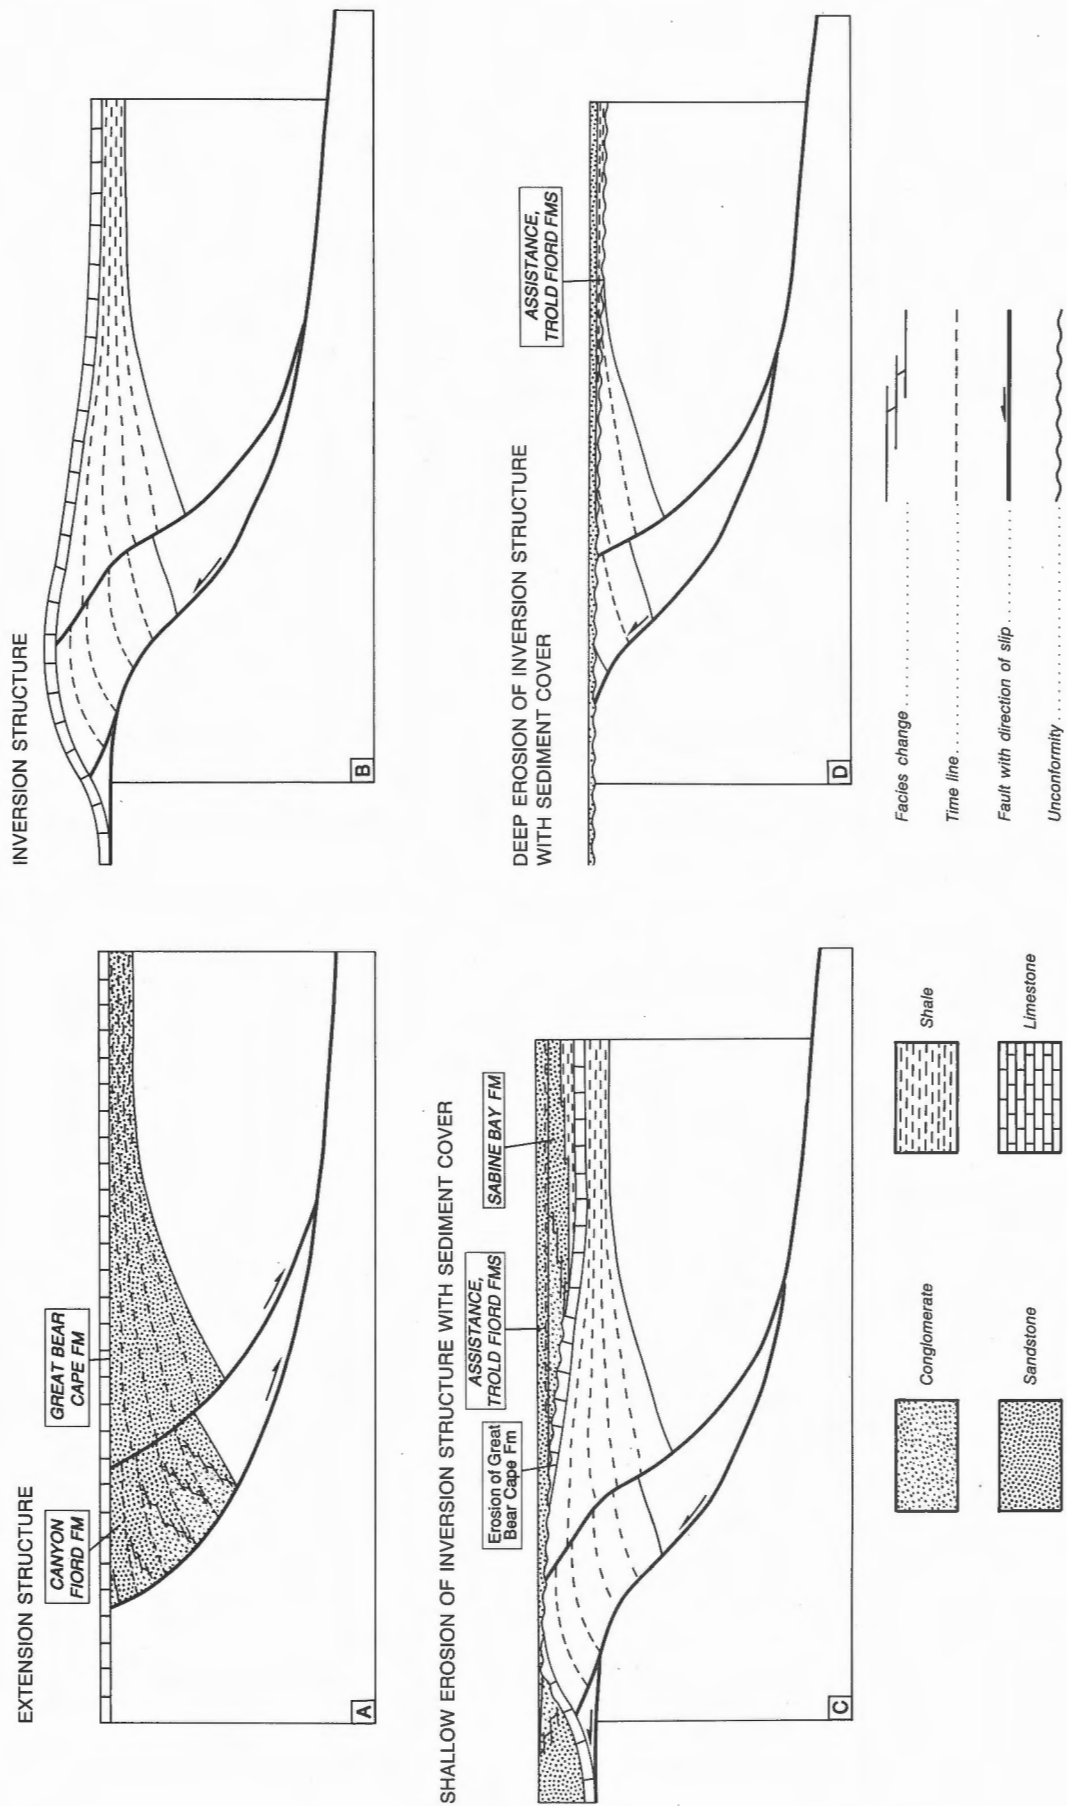 EXTENSION STRUCTURE
CANYON
FIORD FM
GREAT BEAR
CAPE FM
A
INVERSION STRUCTURE
B
SHALLOW EROSION OF INVERSION STRUCTURE WITH SEDIMENT COVER
Erosion of Great
Bear Cape Fm
ASSISTANCE,
TROLD FIORD FMS
SABINE BAY FM
C
DEEP EROSION OF INVERSION STRUCTURE
WITH SEDIMENT COVER
ASSISTANCE,
TROLD FIORD FMS
D
Conglomerate
Shale
Sandstone
Limestone
Facies change
Time line
Fault with direction of slip
Unconformity